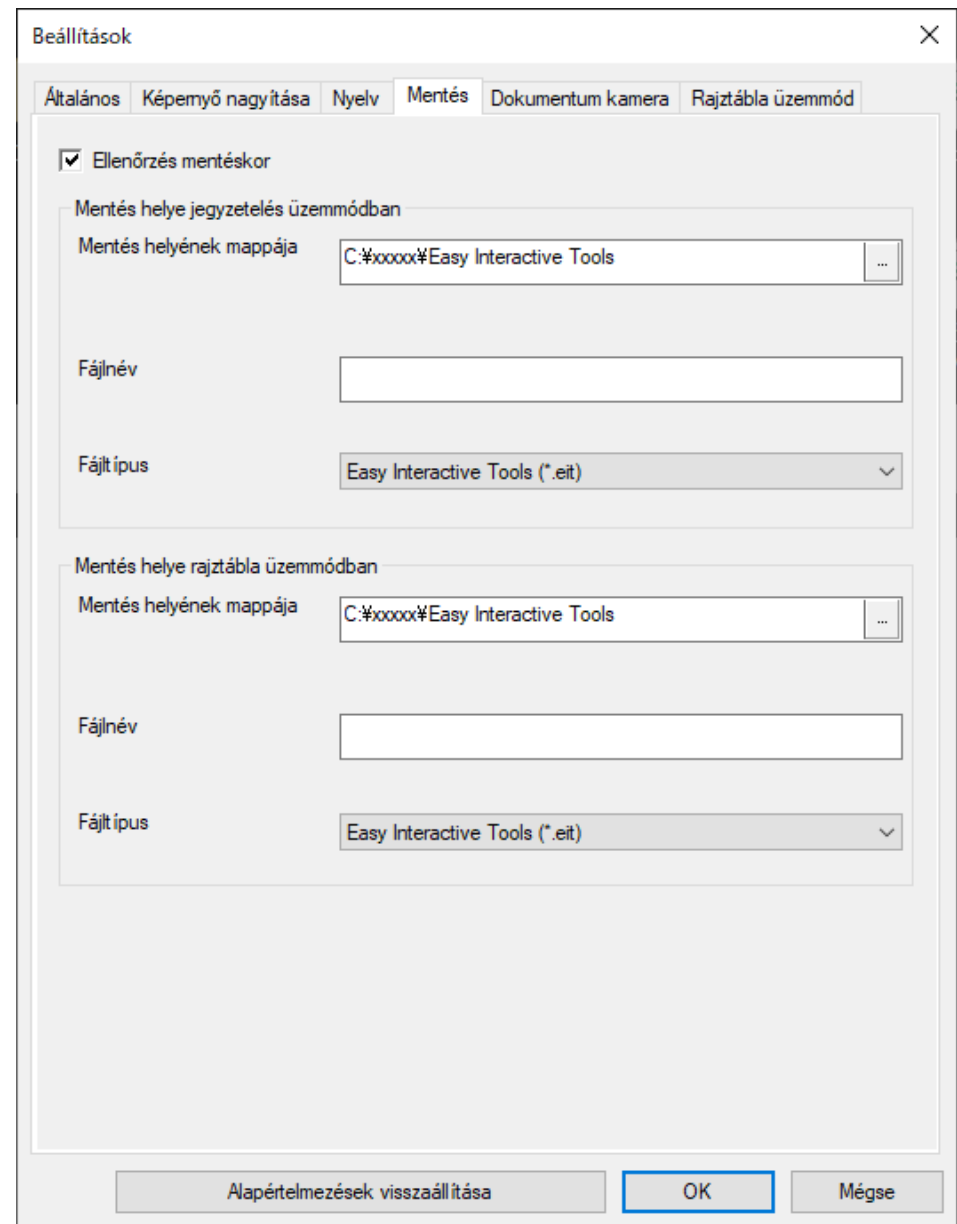 Beállítások
Általános Képernyő nagyítása Nyelv Mentés Dokumentum kamera Rajztábla üzemmód
Ellenőrzés mentéskor
Mentés helye jegyzetelés üzemmódban
Mentés helyének mappája C:¥xxxxx¥Easy Interactive Tools ...
Fájlnév
Fájltípus Easy Interactive Tools (*.eit)
Mentés helye rajztábla üzemmódban
Mentés helyének mappája C:¥xxxxx¥Easy Interactive Tools ...
Fájlnév
Fájltípus Easy Interactive Tools (*.eit)
Alapértelmezések visszaállítása OK Mégse